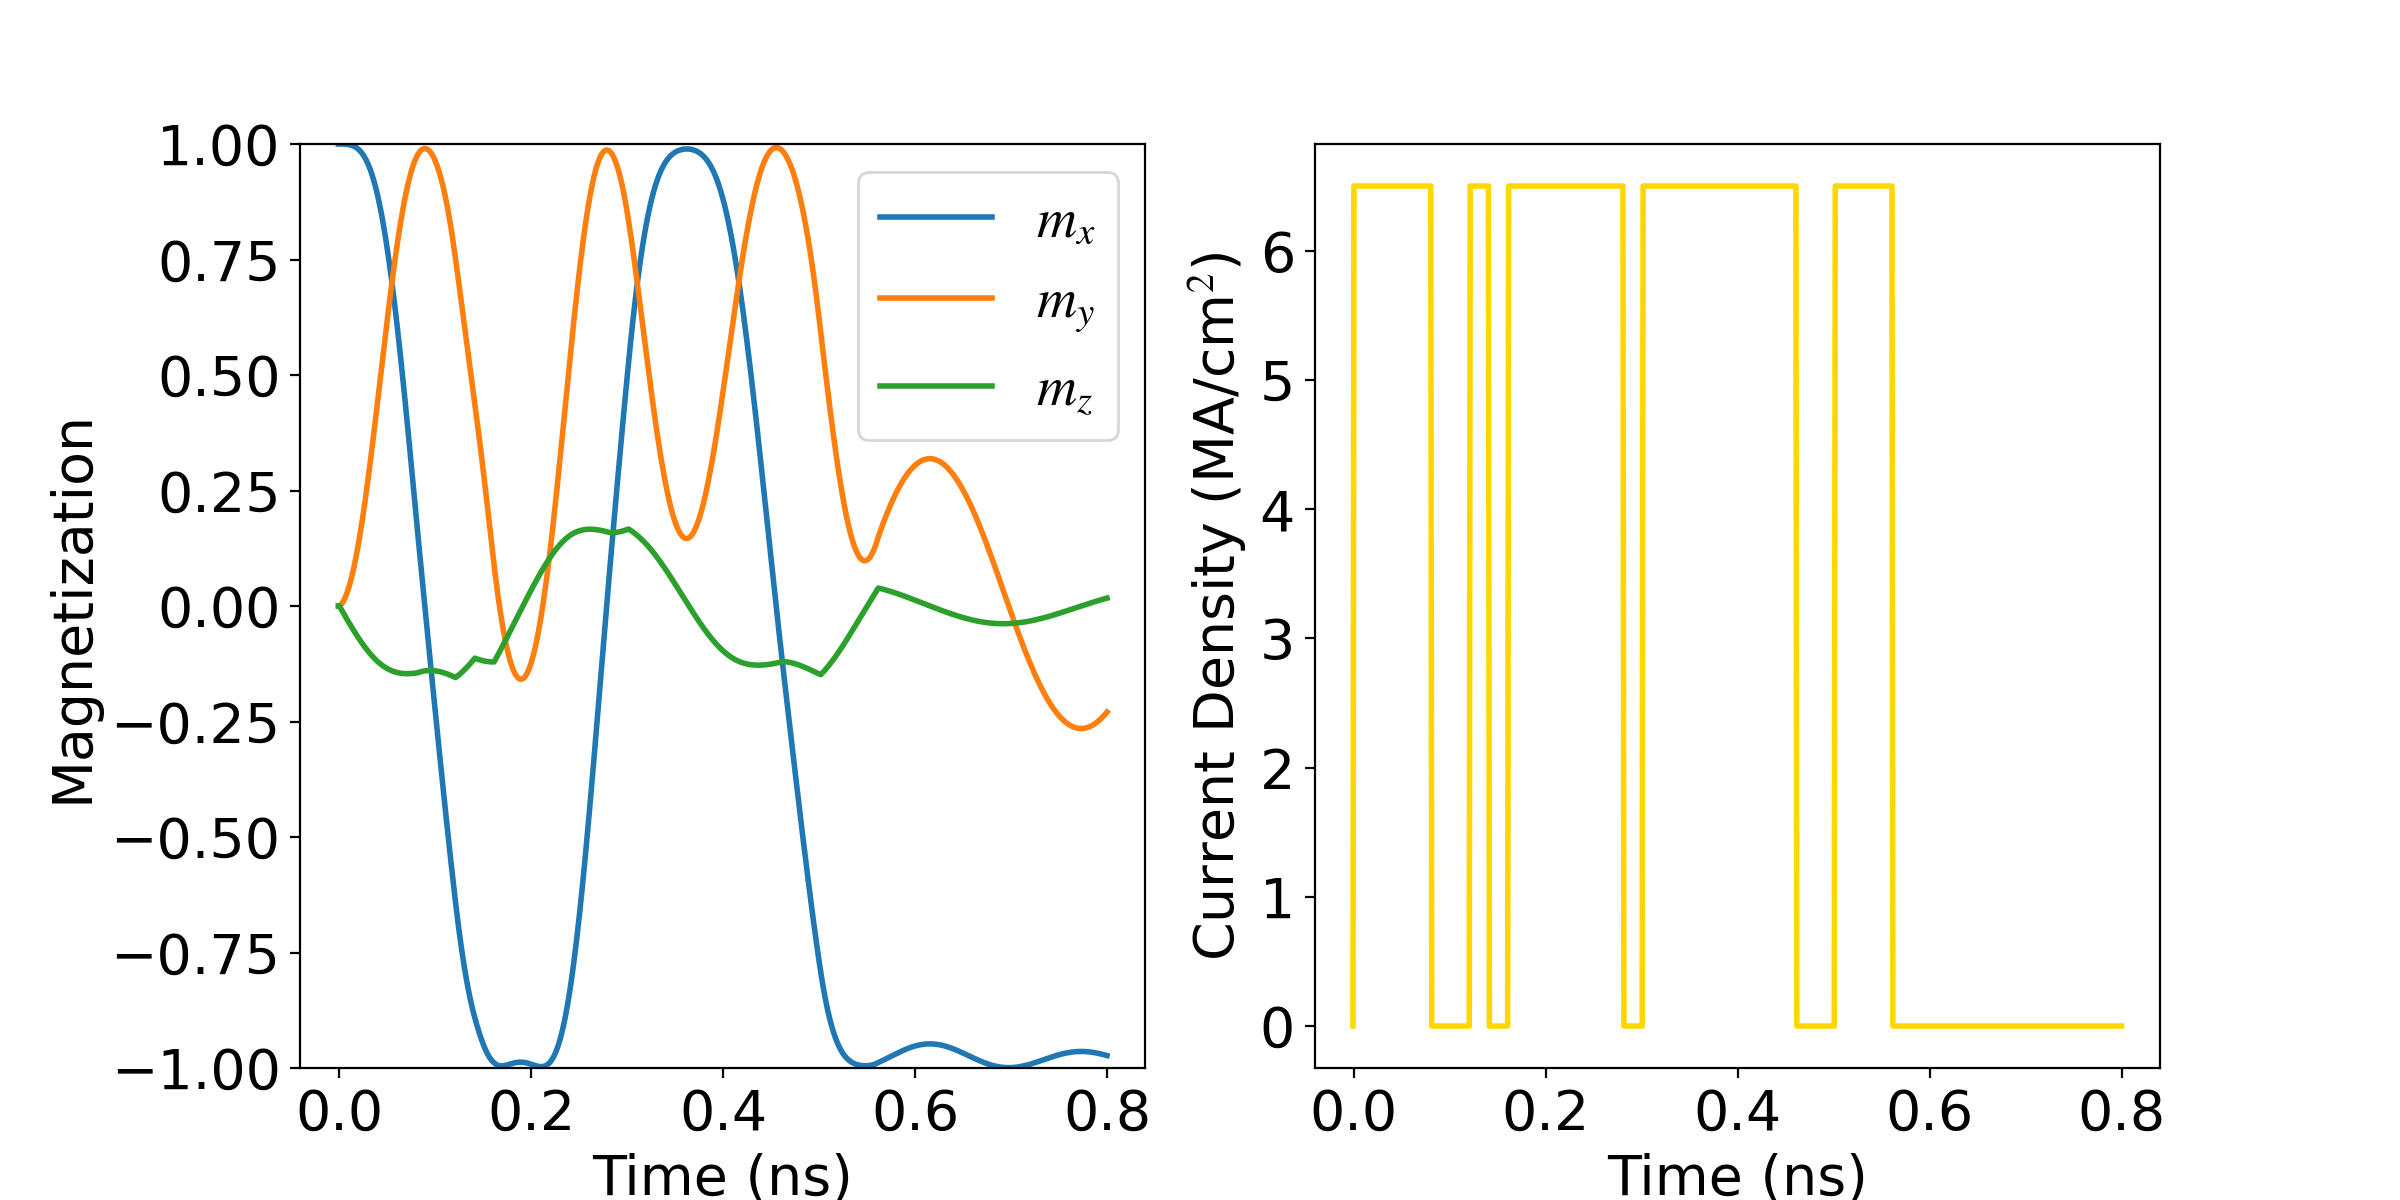 Magnetization
1.00
0.75
0.50
0.25
0.00
−0.25
−0.50
−0.75
−1.00
0.0 0.2 0.4 0.6 0.8
Time (ns)
m_x
m_y
m_z
Current Density (MA/cm²)
6
5
4
3
2
1
0
0.0 0.2 0.4 0.6 0.8
Time (ns)